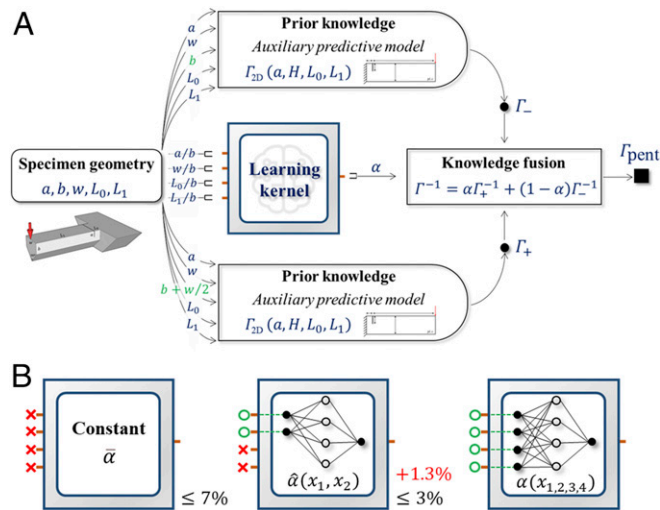 A
Prior knowledge
Auxiliary predictive model
Γ₂D (a, H, L₀, L₁)
a
w
b
L₀
L₁
Γ₋
Specimen geometry
a, b, w, L₀, L₁
a/b
w/b
L₀/b
L₁/b
Learning
kernel
α
Knowledge fusion
Γ⁻¹ = αΓ₊⁻¹ + (1 − α)Γ₋⁻¹
Γpent
a
w
b + w/2
L₀
L₁
Prior knowledge
Auxiliary predictive model
Γ₂D (a, H, L₀, L₁)
Γ₊
B
Constant
ᾱ
≤ 7%
α̂(x₁, x₂)
+1.3%
≤ 3%
α(x₁,₂,₃,₄)